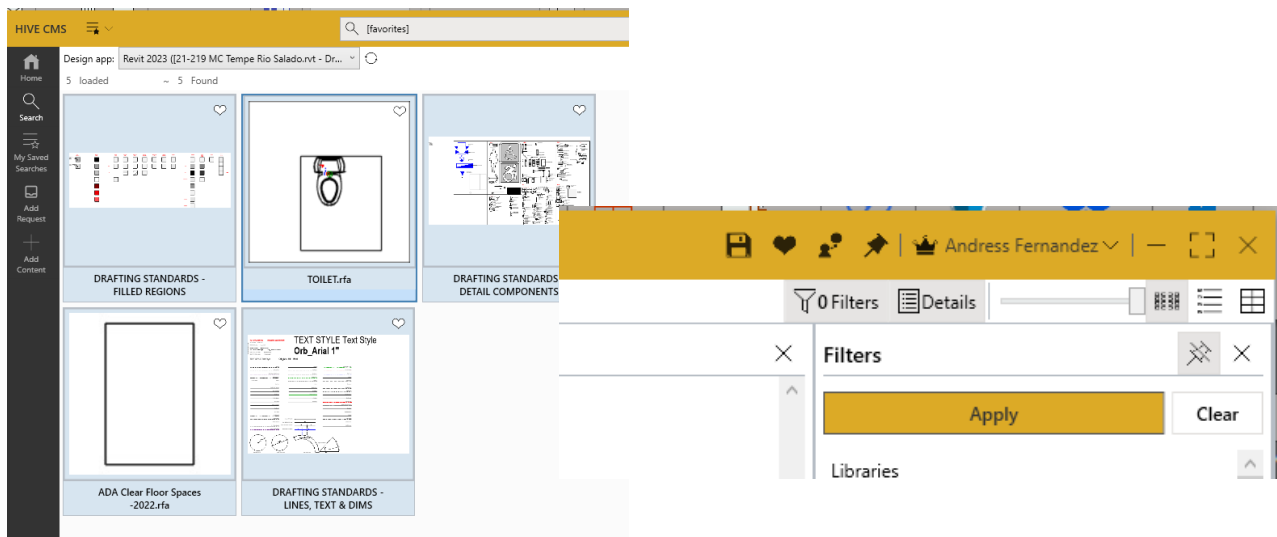 HIVE CMS
[favorites]
Design app: Revit 2023 ([21-219 MC Tempe Rio Salado.rvt - Dr...
5 loaded ~ 5 Found
Home
Search
My Saved
Searches
Add
Request
Add
Content
DRAFTING STANDARDS -
FILLED REGIONS
TOILET.rfa
DRAFTING STANDARDS
DETAIL COMPONENTS
TEXT STYLE Text Style
Orb_Arial 1"
ADA Clear Floor Spaces
-2022.rfa
DRAFTING STANDARDS -
LINES, TEXT & DIMS
Andress Fernandez
0 Filters
Details
Filters
Apply
Clear
Libraries